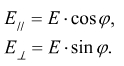 E∥ = E · cos φ,
E⊥ = E · sin φ.